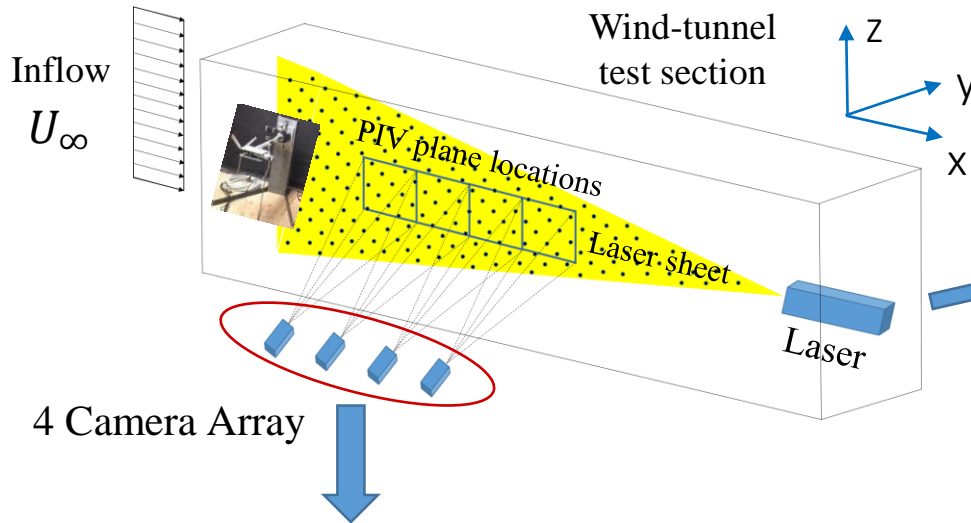 Wind-tunnel
test section
Inflow
U∞
z
y
x
PIV plane locations
Laser sheet
Laser
4 Camera Array